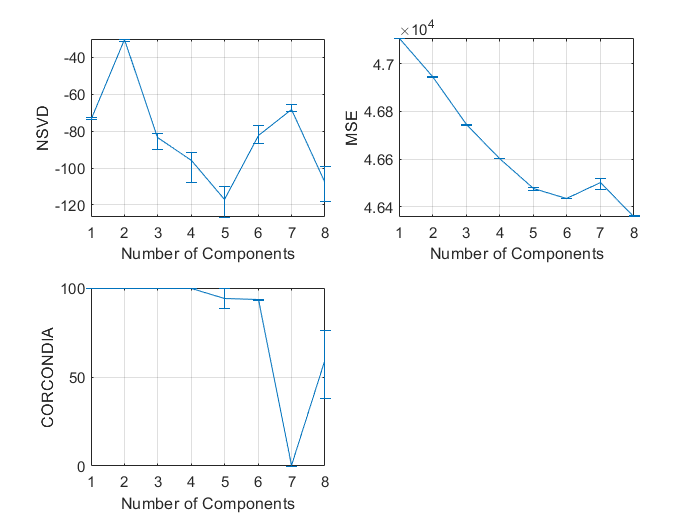 NSVD
-40
-60
-80
-100
-120
1 2 3 4 5 6 7 8
Number of Components
×10⁴
MSE
4.7
4.68
4.66
4.64
1 2 3 4 5 6 7 8
Number of Components
CORCONDIA
100
50
0
1 2 3 4 5 6 7 8
Number of Components